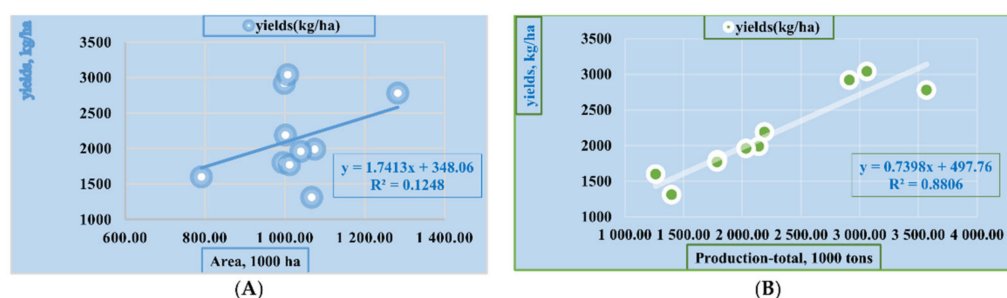 yields(kg/ha)
yields, kg/ha
3500
3000
2500
2000
1500
1000
y = 1.7413x + 348.06
R² = 0.1248
600.00 800.00 1 000.00 1 200.00 1 400.00
Area, 1000 ha
(A)
yields(kg/ha)
yields, kg/ha
3500
3000
2500
2000
1500
1000
y = 0.7398x + 497.76
R² = 0.8806
1 000.00 1 500.00 2 000.00 2 500.00 3 000.00 3 500.00 4 000.00
Production-total, 1000 tons
(B)